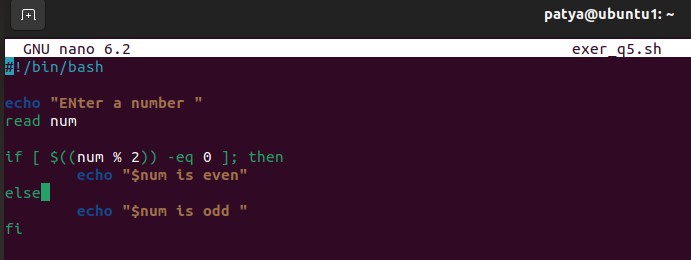 patya@ubuntu1: ~
GNU nano 6.2 exer_q5.sh
#!/bin/bash
echo "ENter a number "
read num
if [ $((num % 2)) -eq 0 ]; then
echo "$num is even"
else
echo "$num is odd "
fi